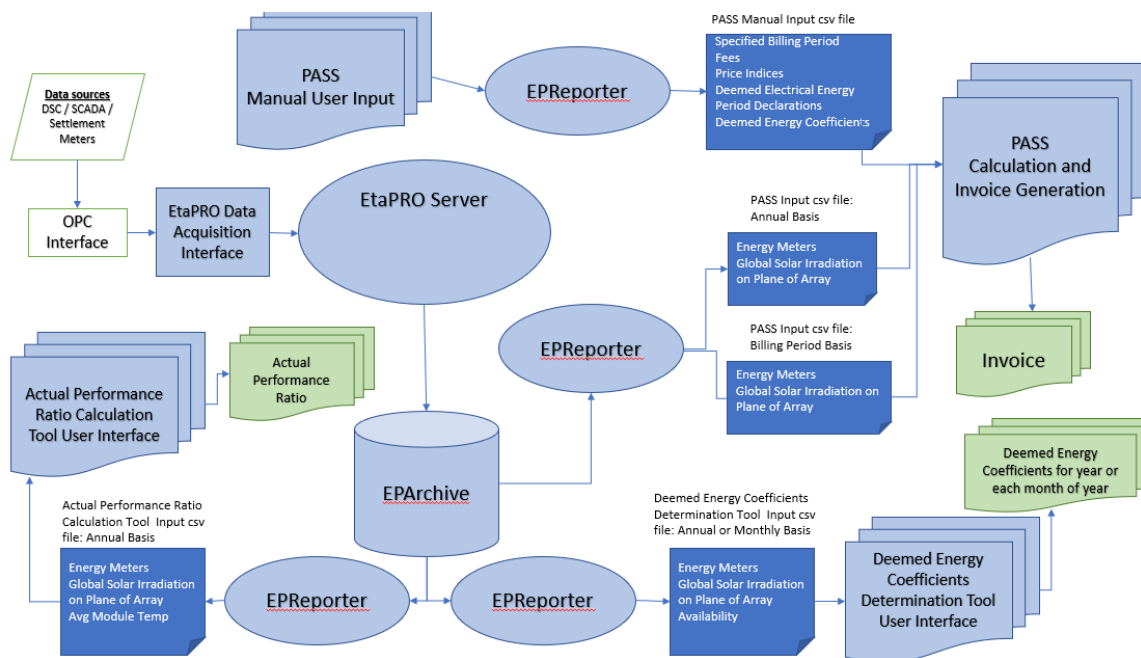 PASS
Manual User Input
EPReporter
PASS Manual Input csv file
Specified Billing Period
Fees
Price Indices
Deemed Electrical Energy
Period Declarations
Deemed Energy Coefficients
PASS
Calculation and
Invoice Generation
Data sources
DSC / SCADA /
Settlement
Meters
OPC
Interface
EtaPRO Data
Acquisition
Interface
EtaPRO Server
PASS Input csv file:
Annual Basis
Energy Meters
Global Solar Irradiation
on Plane of Array
EPReporter
PASS Input csv file:
Billing Period Basis
Energy Meters
Global Solar Irradiation on
Plane of Array
Invoice
Actual Performance
Ratio Calculation
Tool User Interface
Actual
Performance
Ratio
EPArchive
Deemed Energy
Coefficients for year or
each month of year
Actual Performance Ratio
Calculation Tool  Input csv
file: Annual Basis
Energy Meters
Global Solar Irradiation
on Plane of Array
Avg Module Temp
EPReporter
EPReporter
Deemed Energy Coefficients
Determination Tool  Input csv
file: Annual or Monthly Basis
Energy Meters
Global Solar Irradiation
on Plane of Array
Availability
Deemed Energy
Coefficients
Determination Tool
User Interface